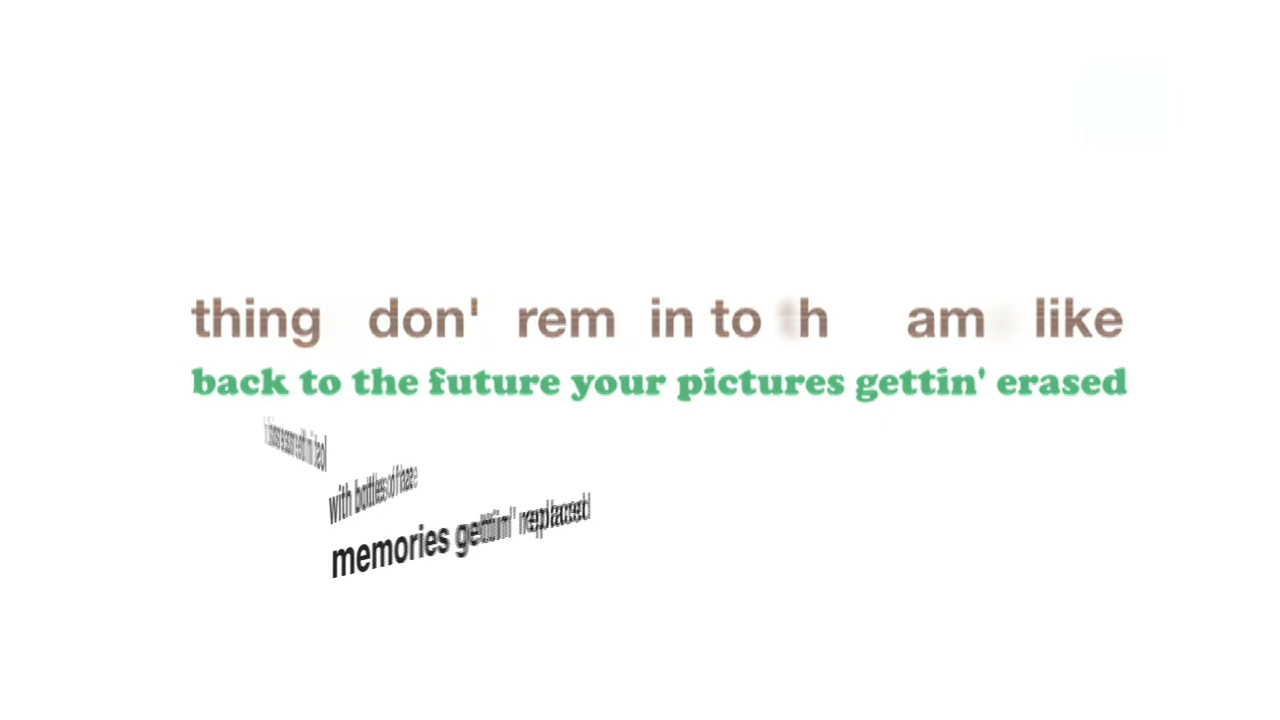 thing don' rem in to th am like
back to the future your pictures gettin' erased
with bottles of haze
memories gettin' replaced